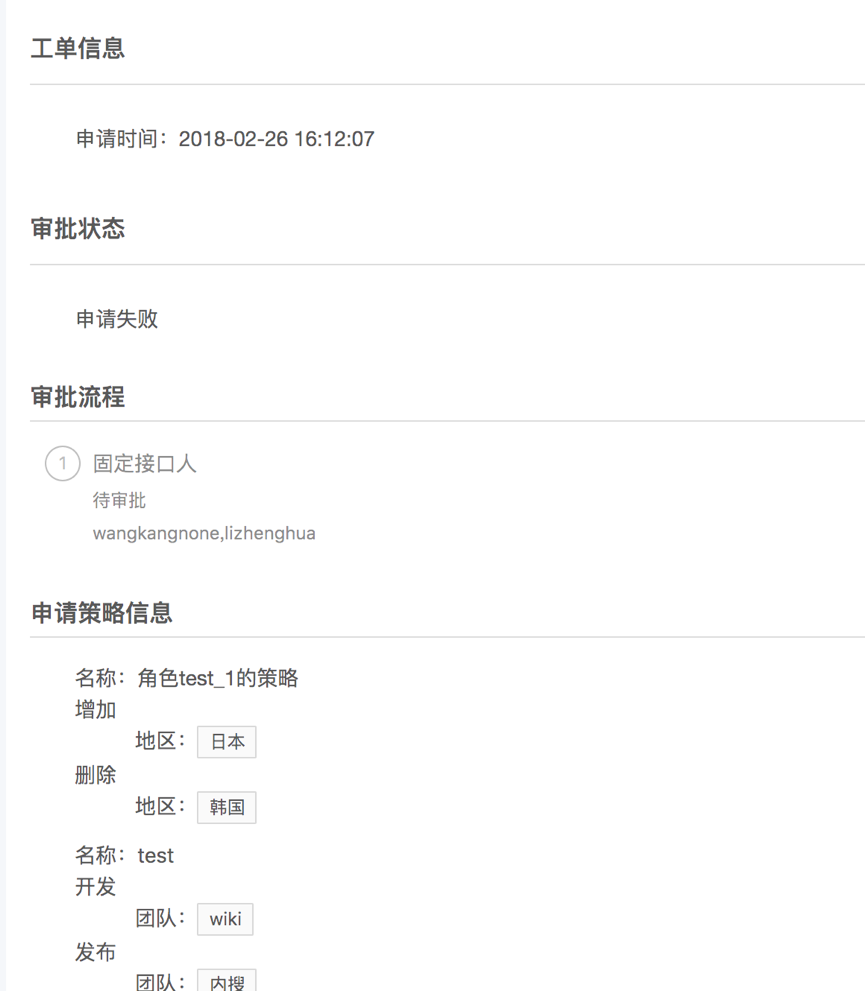 工单信息
申请时间：2018-02-26 16:12:07
审批状态
申请失败
审批流程
1 固定接口人
待审批
wangkangnone,lizhenghua
申请策略信息
名称：角色test_1的策略
增加
地区：日本
删除
地区：韩国
名称：test
开发
团队：wiki
发布
团队：内搜